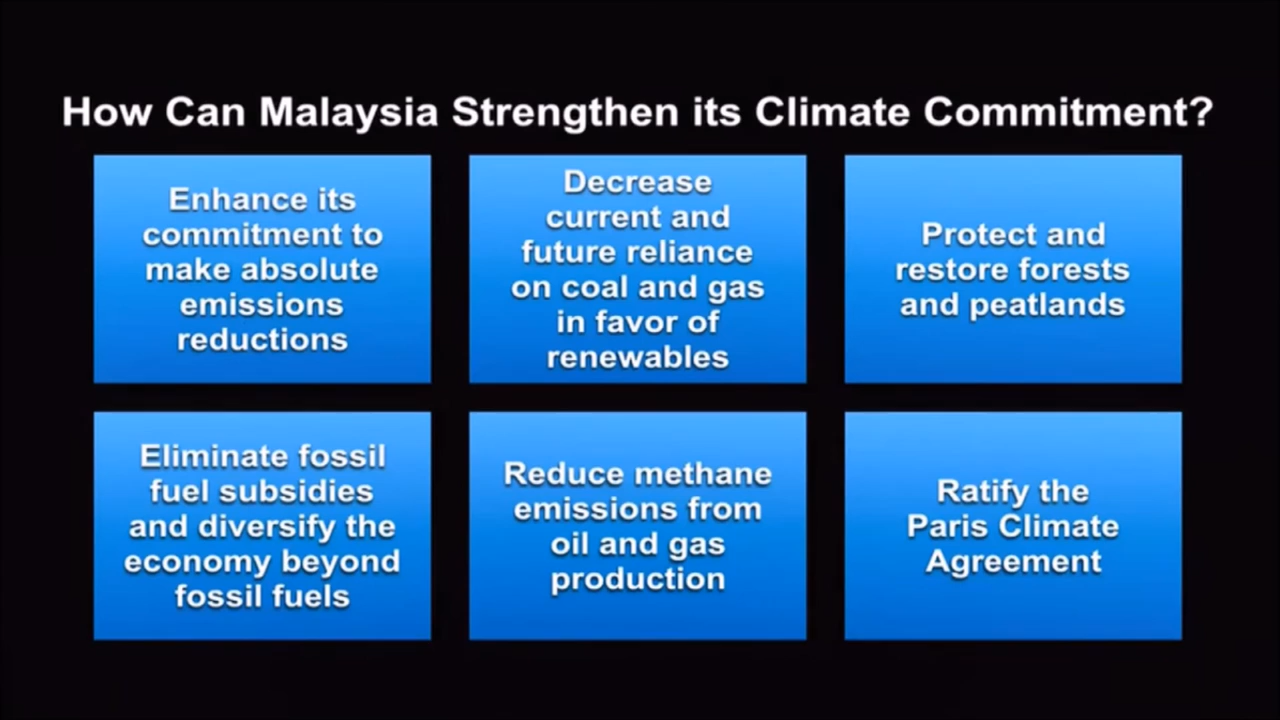 How Can Malaysia Strengthen its Climate Commitment?
Enhance its
commitment to
make absolute
emissions
reductions
Decrease
current and
future reliance
on coal and gas
in favor of
renewables
Protect and
restore forests
and peatlands
Eliminate fossil
fuel subsidies
and diversify the
economy beyond
fossil fuels
Reduce methane
emissions from
oil and gas
production
Ratify the
Paris Climate
Agreement